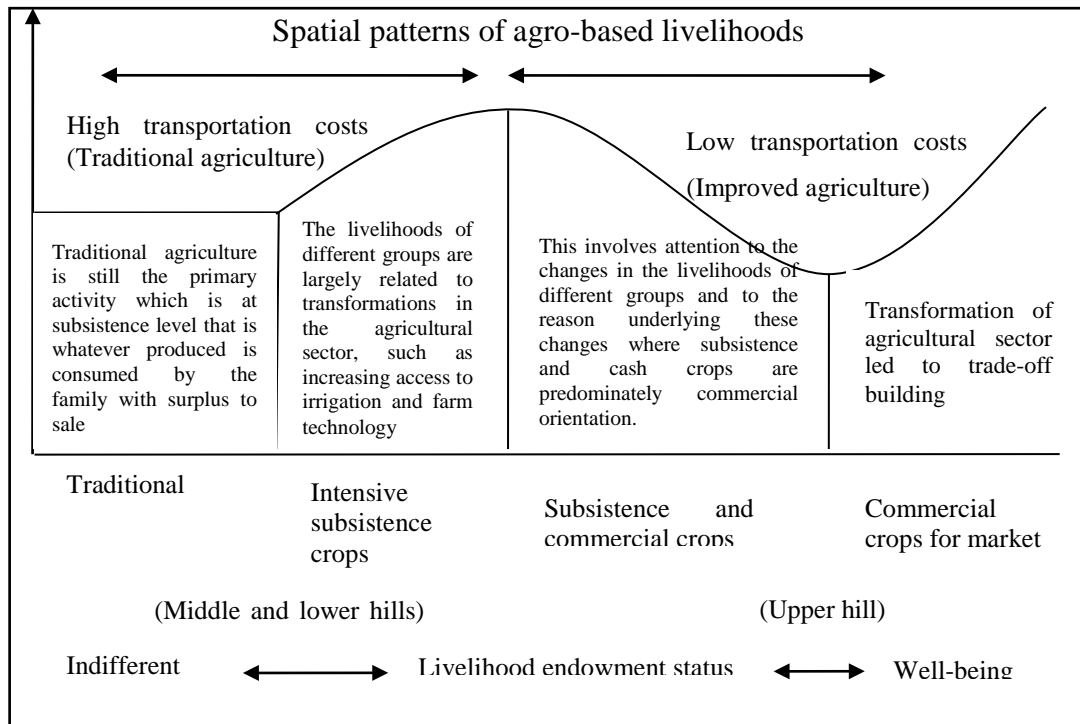 Spatial patterns of agro-based livelihoods
High transportation costs
(Traditional agriculture)
Low transportation costs
(Improved agriculture)
Traditional agriculture
is still the primary
activity which is at
subsistence level that is
whatever produced is
consumed by the
family with surplus to
sale
The livelihoods of
different groups are
largely related to
transformations in
the agricultural
sector, such as
increasing access to
irrigation and farm
technology
This involves attention to the
changes in the livelihoods of
different groups and to the
reason underlying these
changes where subsistence
and cash crops are
predominately commercial
orientation.
Transformation of
agricultural sector
led to trade-off
building
Traditional
Intensive
subsistence
crops
Subsistence and
commercial crops
Commercial
crops for market
(Middle and lower hills)
(Upper hill)
Indifferent
Livelihood endowment status
Well-being